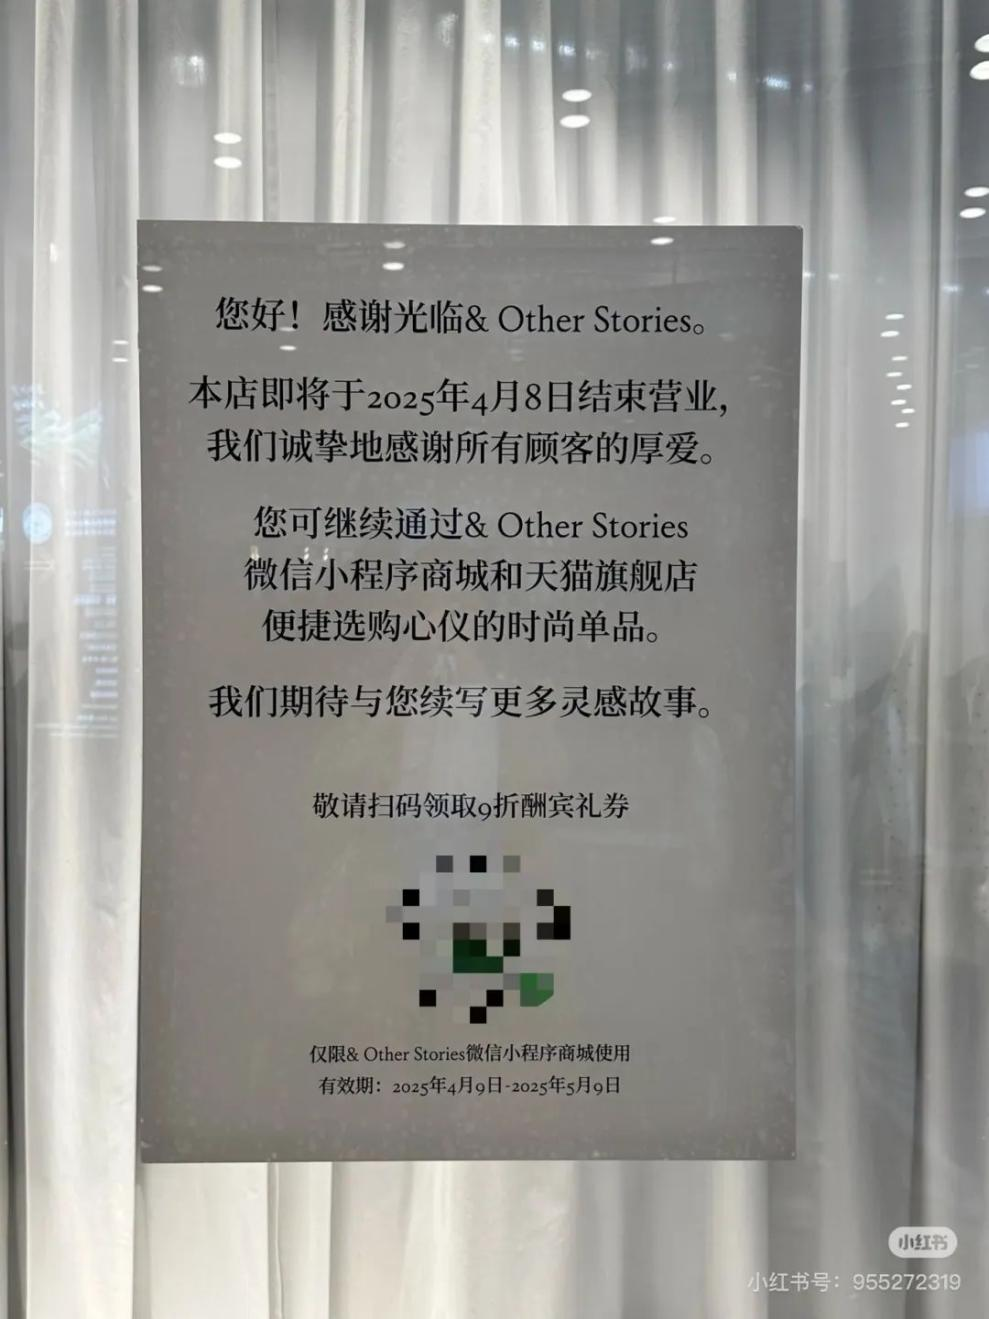 您好！感谢光临& Other Stories。
本店即将于2025年4月8日结束营业，
我们诚挚地感谢所有顾客的厚爱。
您可继续通过& Other Stories
微信小程序商城和天猫旗舰店
便捷选购心仪的时尚单品。
我们期待与您续写更多灵感故事。
敬请扫码领取9折酬宾礼券
仅限& Other Stories微信小程序商城使用
有效期：2025年4月9日-2025年5月9日
小红书
小红书号：955272319